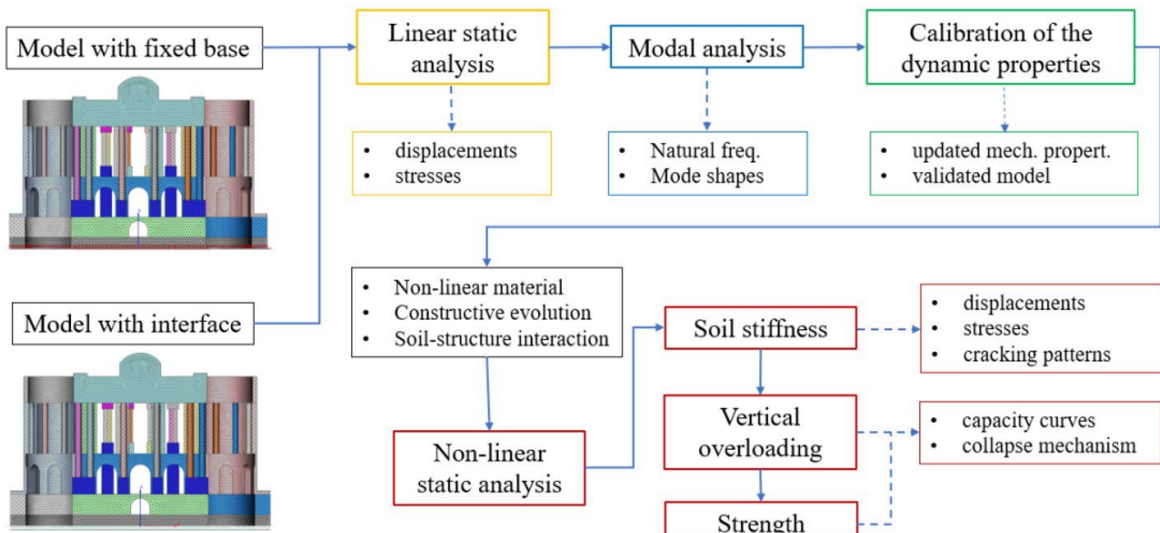 Model with fixed base
Linear static
analysis
Modal analysis
Calibration of the
dynamic properties
• displacements
• stresses
• Natural freq.
• Mode shapes
• updated mech. propert.
• validated model
Model with interface
• Non-linear material
• Constructive evolution
• Soil-structure interaction
Non-linear
static analysis
Soil stiffness
• displacements
• stresses
• cracking patterns
Vertical
overloading
• capacity curves
• collapse mechanism
Strength